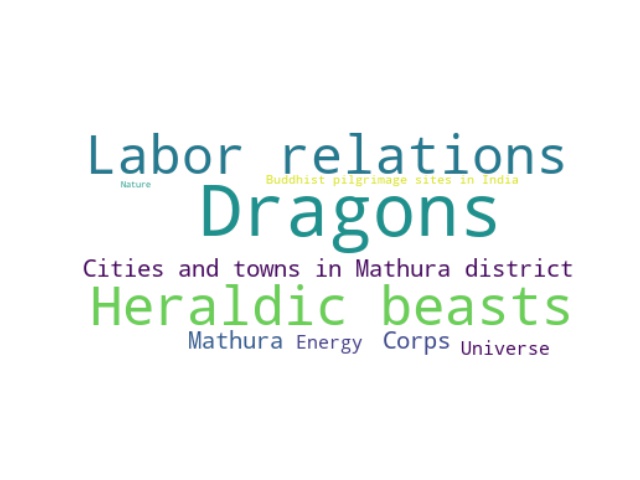 Labor relations
Buddhist pilgrimage sites in India
Nature
Dragons
Cities and towns in Mathura district
Heraldic beasts
Mathura
Energy
Corps
Universe